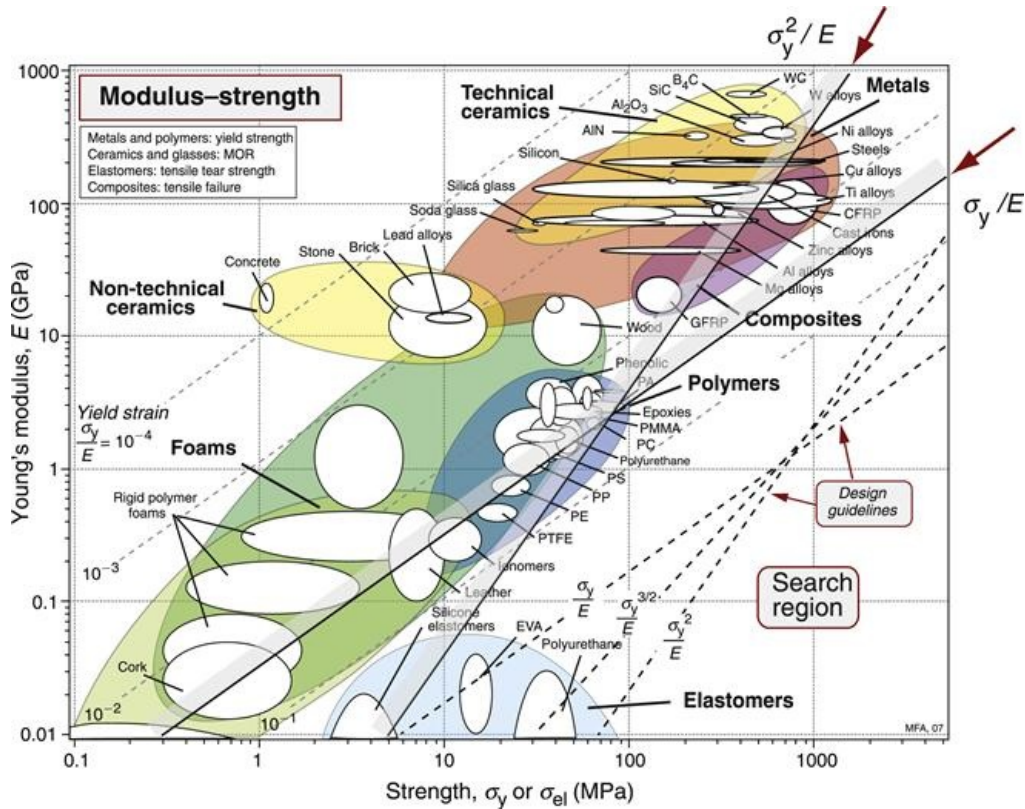 σy²/E
σy/E
Modulus–strength
Metals and polymers: yield strength
Ceramics and glasses: MOR
Elastomers: tensile tear strength
Composites: tensile failure
Technical
ceramics
Al₂O₃
SiC
B₄C
WC
W alloys
Metals
AlN
Ni alloys
Steels
Silicon
Cu alloys
Ti alloys
Silica glass
CFRP
Soda glass
Cast irons
Lead alloys
Zinc alloys
Brick
Stone
Al alloys
Concrete
Mg alloys
Non-technical
ceramics
GFRP
Composites
Wood
Phenolic
PA
Polymers
Epoxies
PMMA
PC
Polyurethane
PS
PP
PE
PTFE
Ionomers
Leather
Yield strain
σy/E = 10⁻⁴
Foams
Rigid polymer
foams
10⁻³
Design
guidelines
Search
region
σy/E
σy³/²/E
σy²/E
Silicone
elastomers
EVA
Polyurethane
Cork
Elastomers
10⁻²
10⁻¹
MFA, 07
1000
100
10
1
0.1
0.01
Young's modulus, E (GPa)
0.1
1
10
100
1000
Strength, σy or σel (MPa)